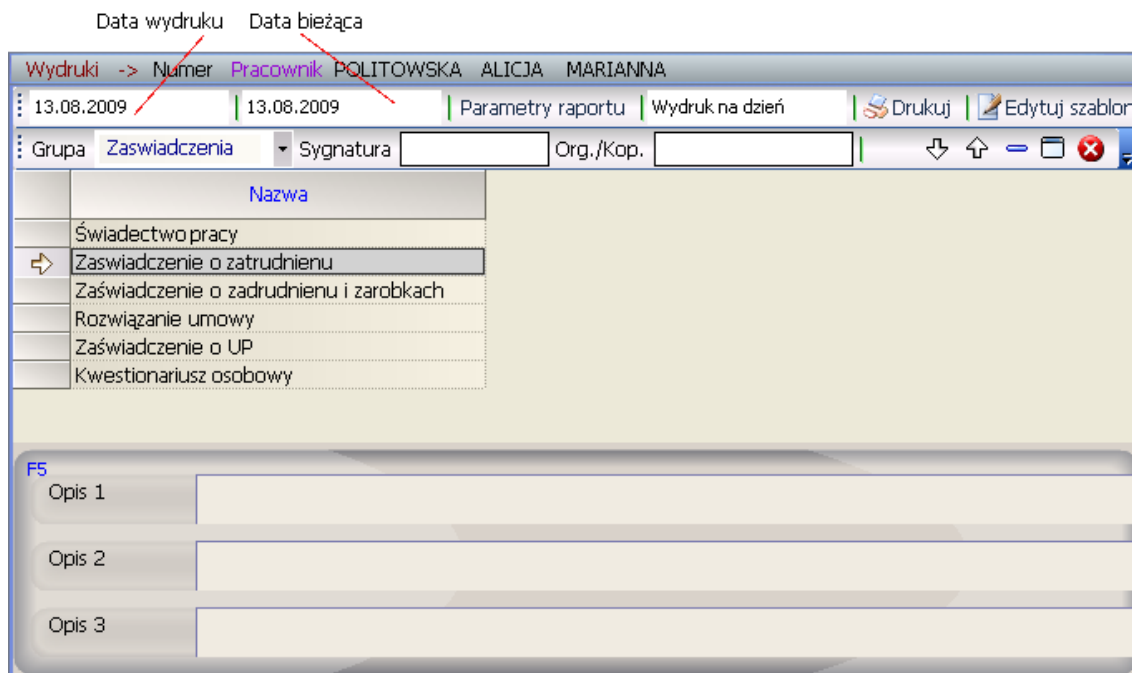 Data wydruku Data bieżąca
Wydruki -> Numer Pracownik POLITOWSKA ALICJA MARIANNA
13.08.2009 13.08.2009 Parametry raportu Wydruk na dzień Drukuj Edytuj szablon
Grupa Zaswiadczenia Sygnatura Org./Kop.
Nazwa
Świadectwo pracy
Zaswiadczenie o zatrudnienu
Zaświadczenie o zadrudnienu i zarobkach
Rozwiązanie umowy
Zaświadczenie o UP
Kwestionariusz osobowy
F5
Opis 1
Opis 2
Opis 3